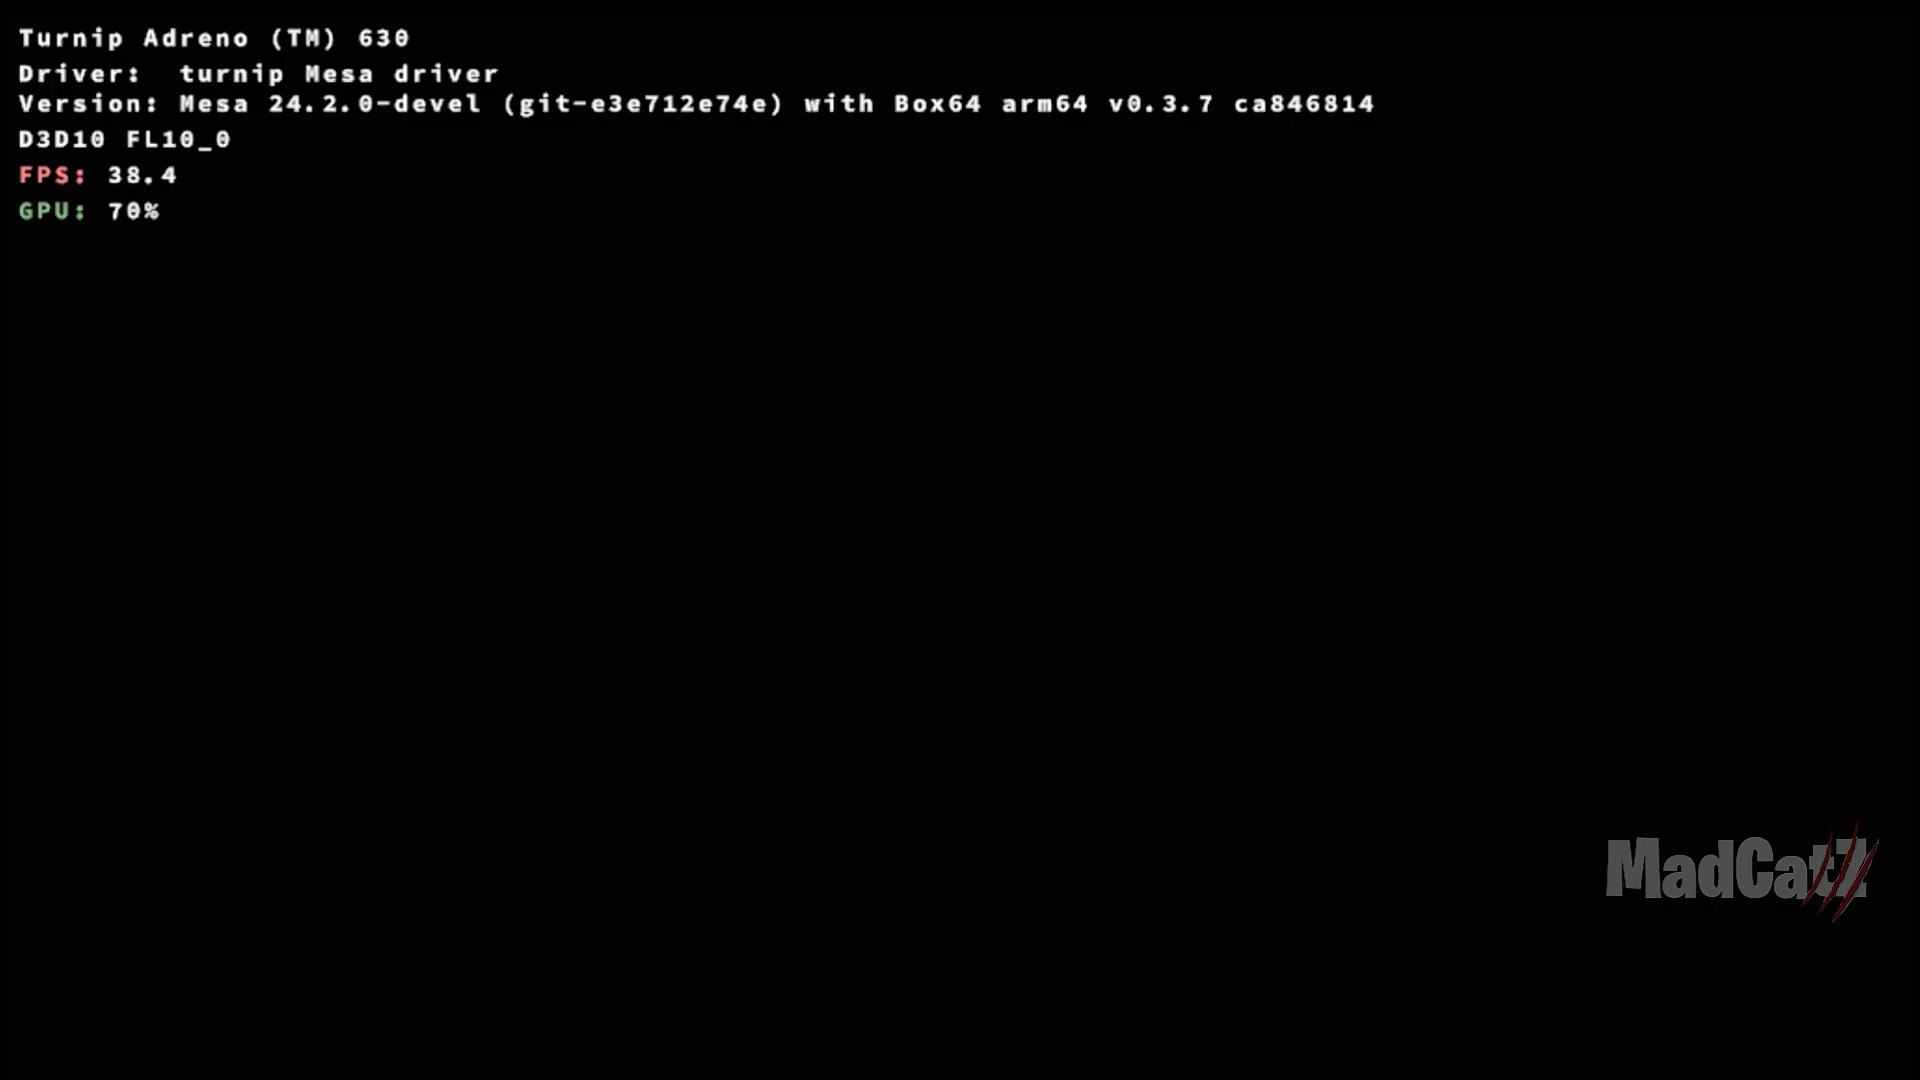 Turnip Adreno (TM) 630
Driver:  turnip Mesa driver
Version: Mesa 24.2.0-devel (git-e3e712e74e) with Box64 arm64 v0.3.7 ca846814
D3D10 FL10_0
FPS: 38.4
GPU: 70%
MadCatZ